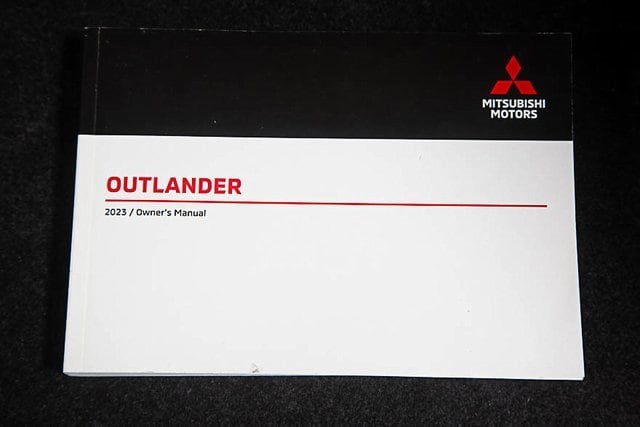 MITSUBISHI
MOTORS
OUTLANDER
2023 / Owner's Manual